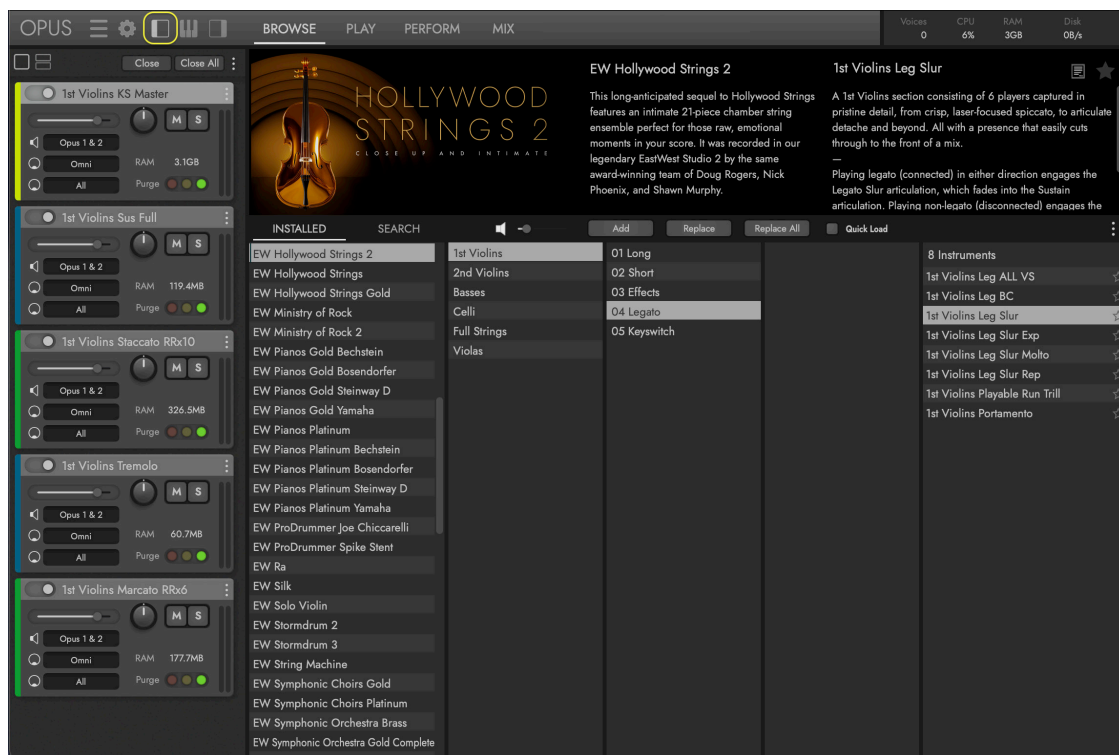 OPUS
BROWSE
PLAY
PERFORM
MIX
Voices
0
CPU
6%
RAM
3GB
Disk
0B/s
Close
Close All
1st Violins KS Master
M S
Opus 1 & 2
Omni
RAM 3.1GB
All
Purge
1st Violins Sus Full
M S
Opus 1 & 2
Omni
RAM 119.4MB
All
Purge
1st Violins Staccato RRx10
M S
Opus 1 & 2
Omni
RAM 326.5MB
All
Purge
1st Violins Tremolo
M S
Opus 1 & 2
Omni
RAM 60.7MB
All
Purge
1st Violins Marcato RRx6
M S
Opus 1 & 2
Omni
RAM 177.7MB
All
Purge
HOLLYWOOD
STRINGS 2
CLOSE UP AND INTIMATE
EW Hollywood Strings 2
This long-anticipated sequel to Hollywood Strings
features an intimate 21-piece chamber string
ensemble perfect for those raw, emotional
moments in your score. It was recorded in our
legendary EastWest Studio 2 by the same
award-winning team of Doug Rogers, Nick
Phoenix, and Shawn Murphy.
1st Violins Leg Slur
A 1st Violins section consisting of 6 players captured in
pristine detail, from crisp, laser-focused spiccato, to articulate
detache and beyond. All with a presence that easily cuts
through to the front of a mix.
—
Playing legato (connected) in either direction engages the
Legato Slur articulation, which fades into the Sustain
articulation. Playing non-legato (disconnected) engages the
INSTALLED
SEARCH
Add
Replace
Replace All
Quick Load
EW Hollywood Strings 2
EW Hollywood Strings
EW Hollywood Strings Gold
EW Ministry of Rock
EW Ministry of Rock 2
EW Pianos Gold Bechstein
EW Pianos Gold Bosendorfer
EW Pianos Gold Steinway D
EW Pianos Gold Yamaha
EW Pianos Platinum
EW Pianos Platinum Bechstein
EW Pianos Platinum Bosendorfer
EW Pianos Platinum Steinway D
EW Pianos Platinum Yamaha
EW ProDrummer Joe Chiccarelli
EW ProDrummer Spike Stent
EW Ra
EW Silk
EW Solo Violin
EW Stormdrum 2
EW Stormdrum 3
EW String Machine
EW Symphonic Choirs Gold
EW Symphonic Choirs Platinum
EW Symphonic Orchestra Brass
EW Symphonic Orchestra Gold Complete
1st Violins
2nd Violins
Basses
Celli
Full Strings
Violas
01 Long
02 Short
03 Effects
04 Legato
05 Keyswitch
8 Instruments
1st Violins Leg ALL VS
1st Violins Leg BC
1st Violins Leg Slur
1st Violins Leg Slur Exp
1st Violins Leg Slur Molto
1st Violins Leg Slur Rep
1st Violins Playable Run Trill
1st Violins Portamento